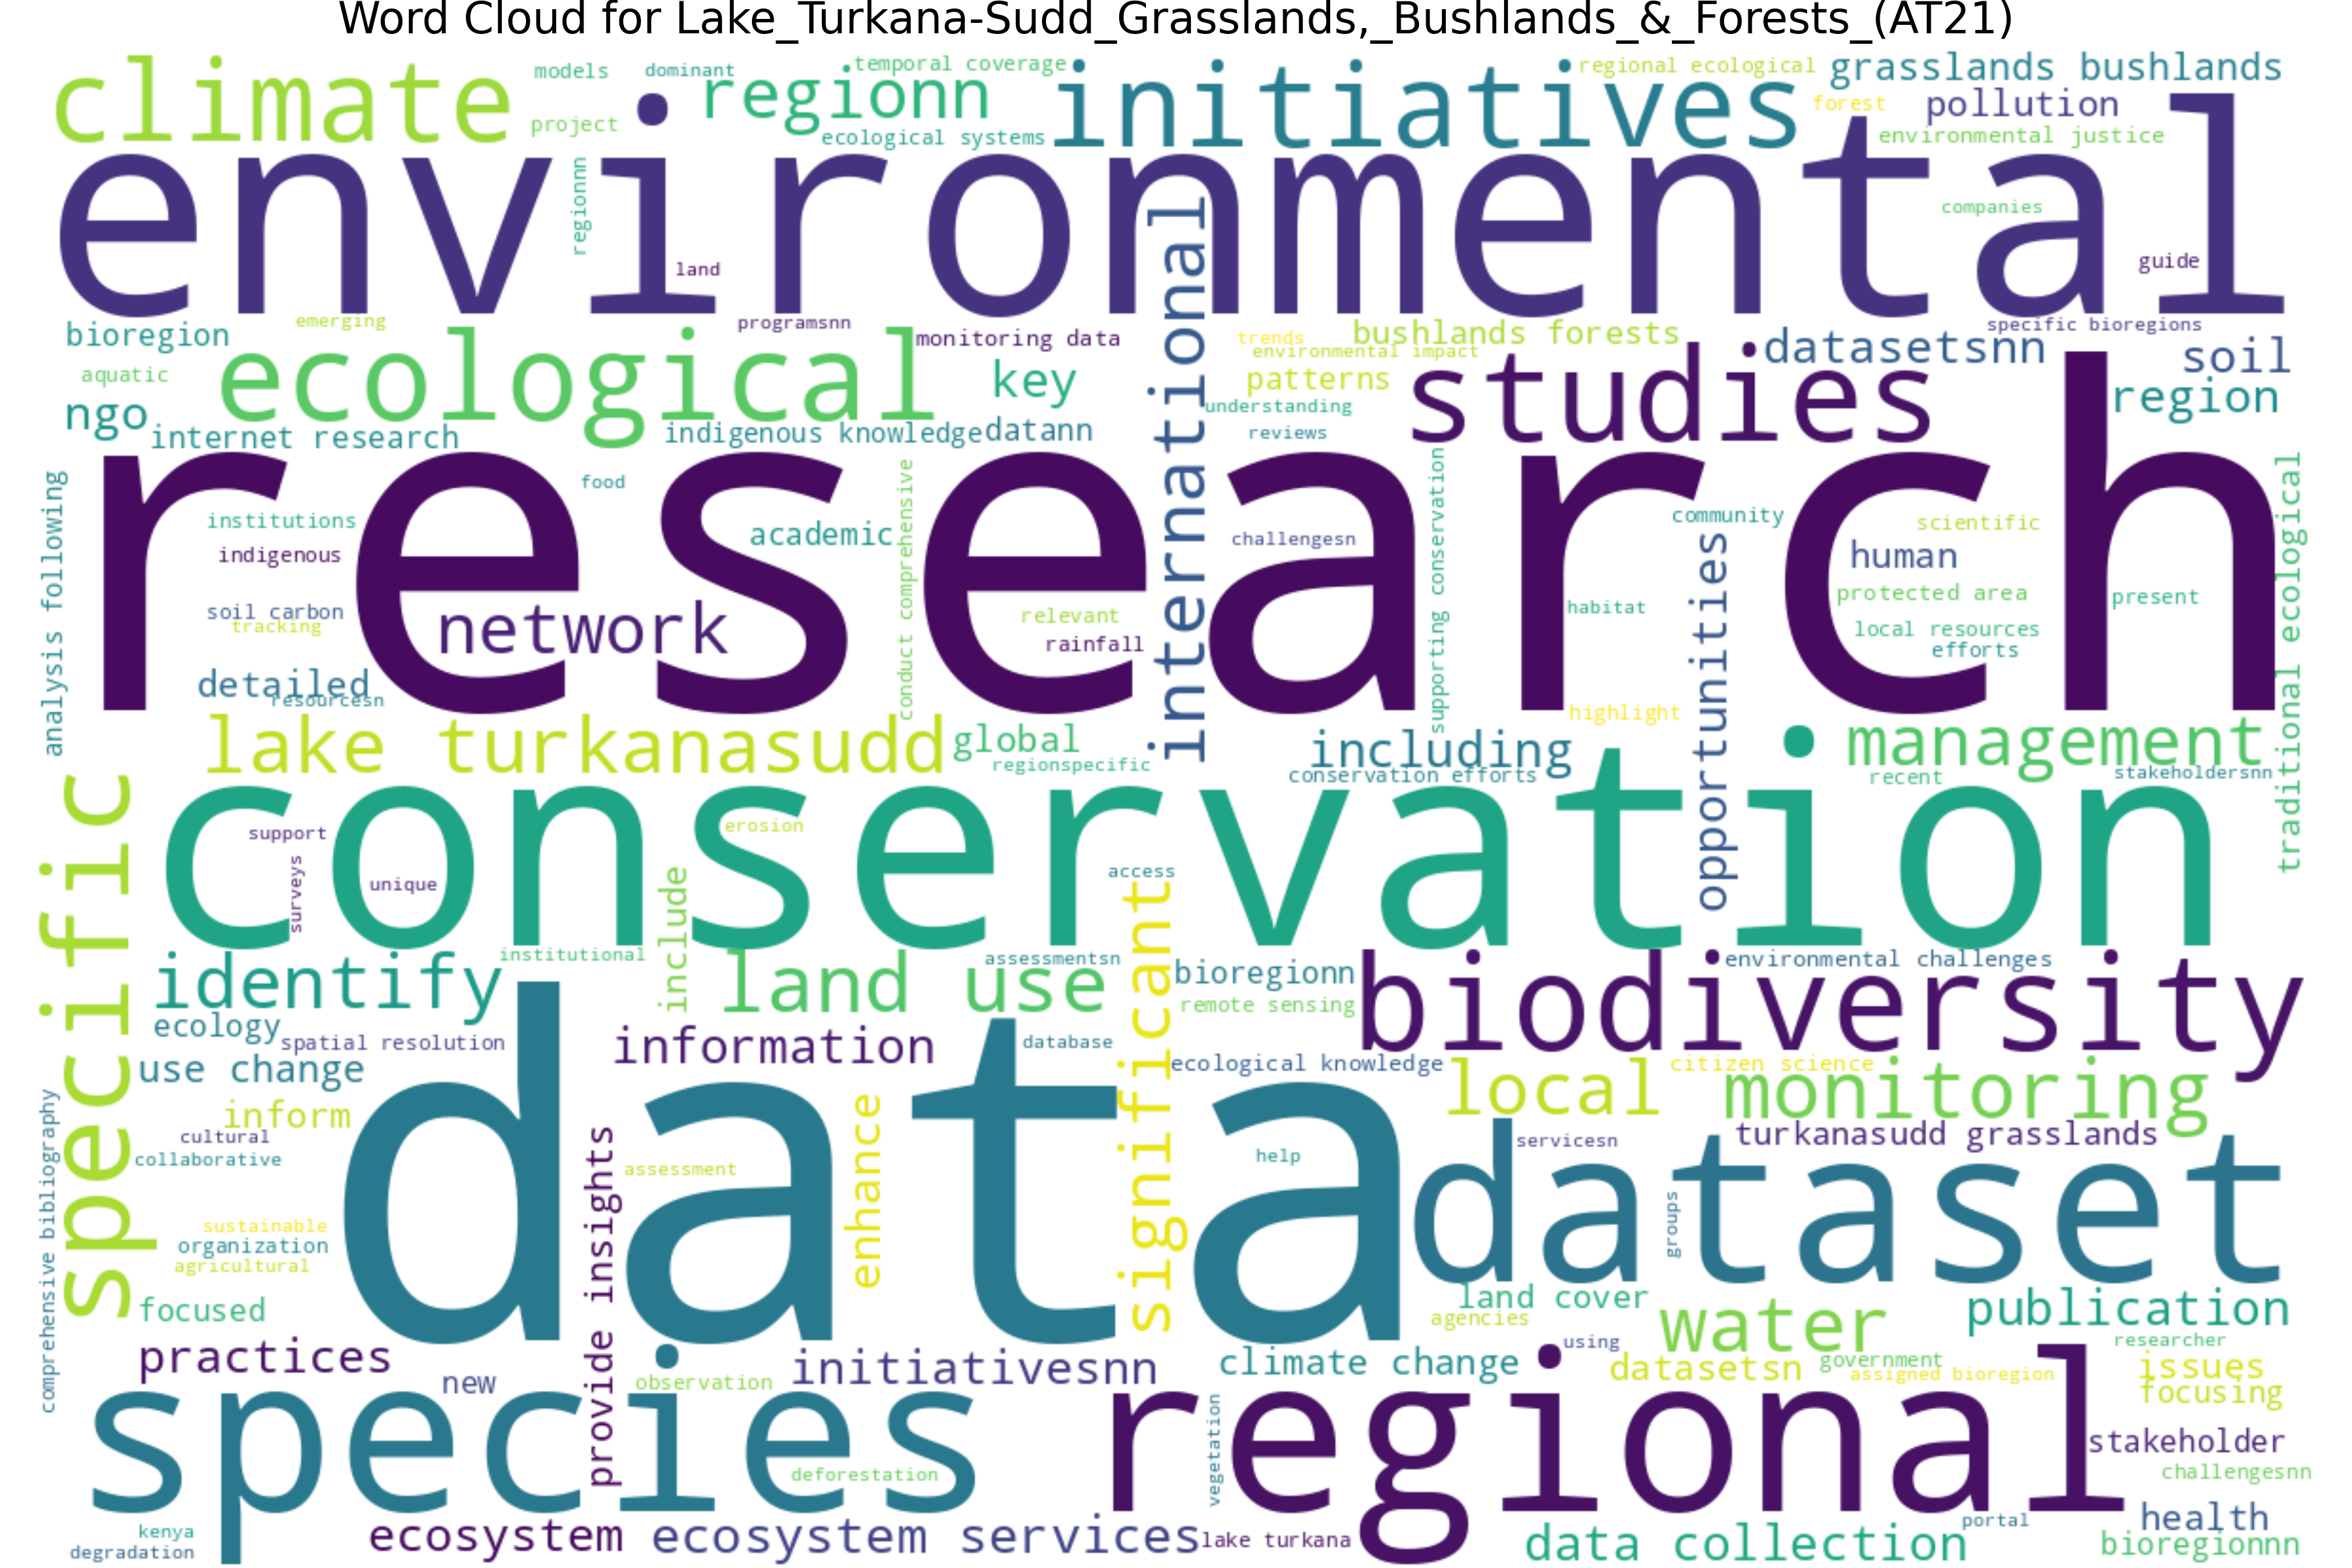 Word Cloud for Lake_Turkana-Sudd_Grasslands,_Bushlands_&_Forests_(AT21)
climate
models
dominant
temporal coverage
regional ecological
grasslands bushlands
project
regionn
initiatives
forest
pollution
ecological systems
environmental justice
environmental
regionnn
land
companies
guide
international
bioregion
emerging
programsnn
monitoring data
trends
bushlands forests
specific bioregions
environmental impact
datasetsnn
soil
aquatic
ecological
key
patterns
studies
region
ngo
understanding
internet research
indigenous knowledge
datann
reviews
research
analysis following
food
conduct comprehensive
supporting conservation
traditional ecological
institutions
academic
community
scientific
indigenous
challengesn
opportunities
human
soil carbon
tracking
network
relevant
habitat
protected area
present
rainfall
local resources
efforts
detailed
resourcesn
highlight
lake turkanasudd
global
including
management
regionspecific
conservation efforts
recent
stakeholdersnn
specific
conservation
support
erosion
surveys
unique
include
access
significant
identify
institutional
land use
assessmentsn
bioregionn
environmental challenges
biodiversity
remote sensing
ecology
spatial resolution
information
database
use change
ecological knowledge
local
citizen science
monitoring
comprehensive bibliography
inform
data
enhance
cultural
provide insights
servicesn
turkanasudd grasslands
collaborative
assessment
help
dataset
groups
sustainable
organization
agricultural
focused
land cover
agencies
water
publication
practices
using
researcher
new
observation
initiativesnn
climate change
datasetsn
government
assigned bioregion
issues
focusing
species
vegetation
regional
stakeholder
deforestation
challengesnn
kenya
degradation
ecosystem
ecosystem services
lake turkana
data collection
portal
health
bioregionnn